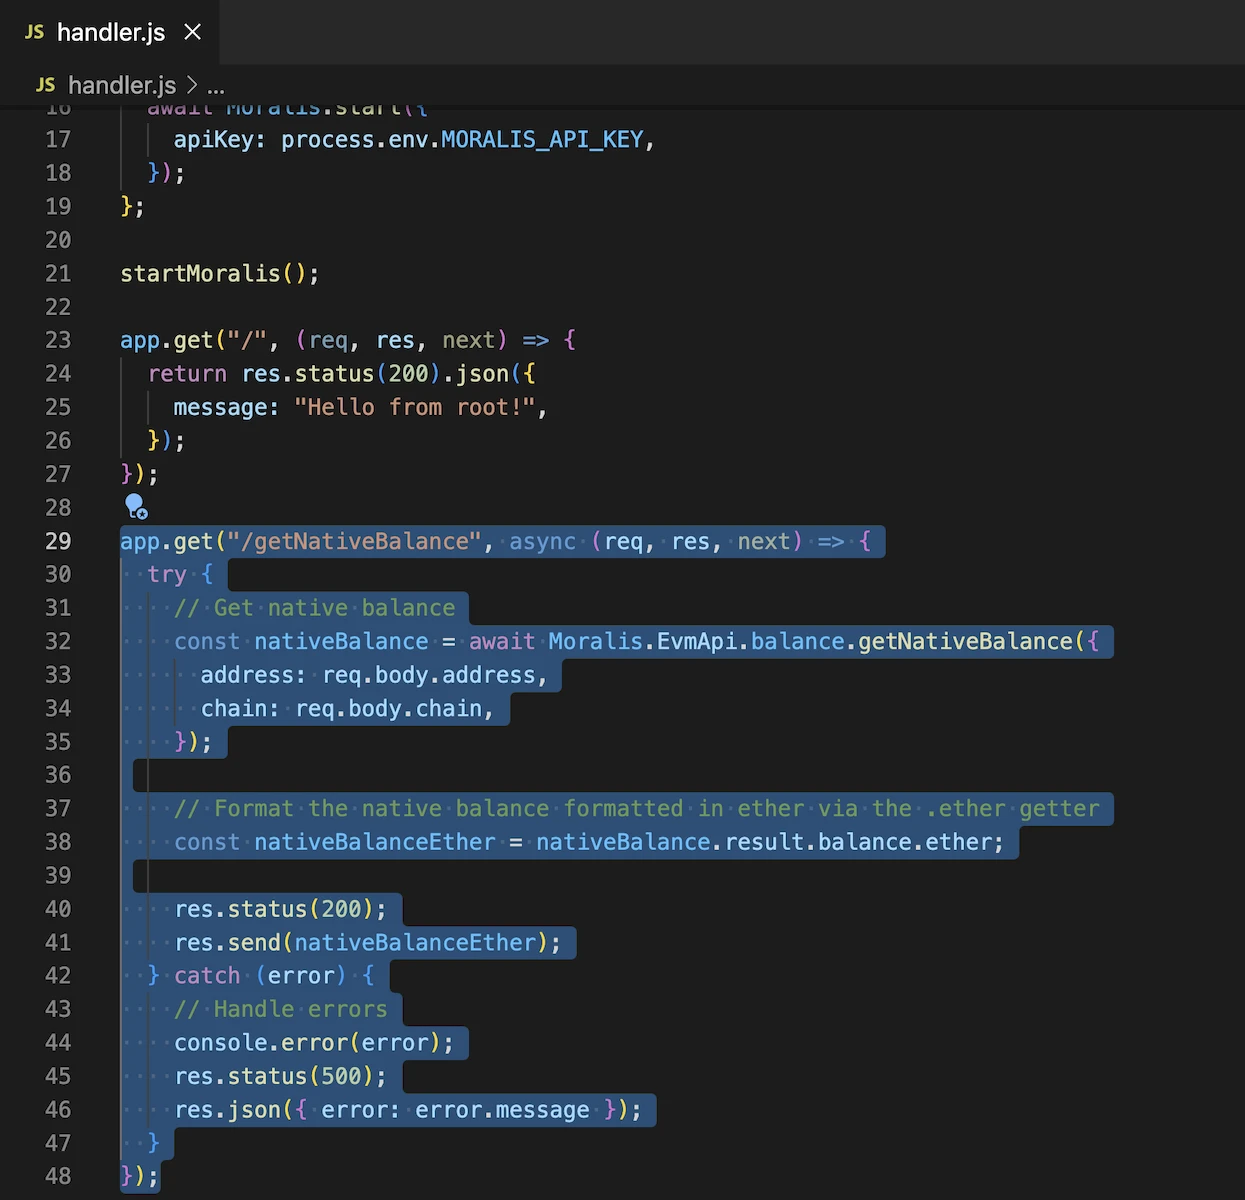 JS handler.js ×
JS handler.js > ...
16   await Moralis.start({
17     apiKey: process.env.MORALIS_API_KEY,
18   });
19 };
20
21 startMoralis();
22
23 app.get("/", (req, res, next) => {
24   return res.status(200).json({
25     message: "Hello from root!",
26   });
27 });
28
29 app.get("/getNativeBalance", async (req, res, next) => {
30   try {
31     // Get native balance
32     const nativeBalance = await Moralis.EvmApi.balance.getNativeBalance({
33       address: req.body.address,
34       chain: req.body.chain,
35     });
36
37     // Format the native balance formatted in ether via the .ether getter
38     const nativeBalanceEther = nativeBalance.result.balance.ether;
39
40     res.status(200);
41     res.send(nativeBalanceEther);
42   } catch (error) {
43     // Handle errors
44     console.error(error);
45     res.status(500);
46     res.json({ error: error.message });
47   }
48 });